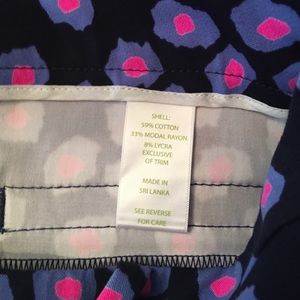 SHELL:
59% COTTON
33% MODAL RAYON
8% LYCRA
EXCLUSIVE
OF TRIM
MADE IN
SRI LANKA
SEE REVERSE
FOR CARE